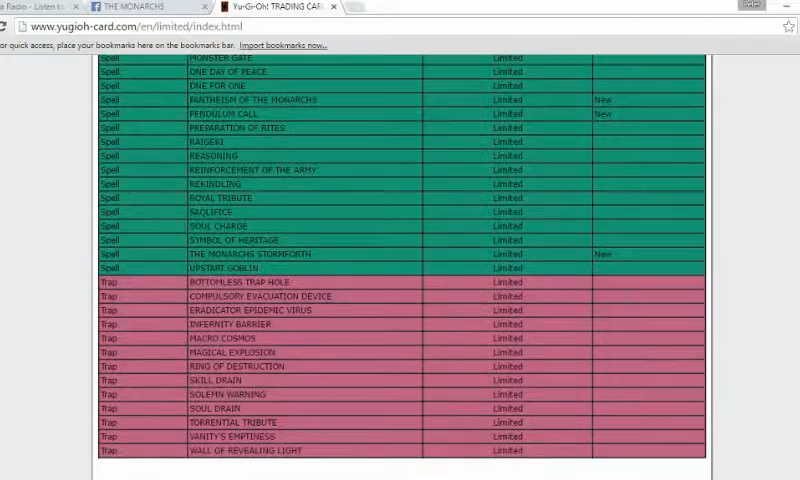 a Radio - Listen to
THE MONARCHS
Yu-Gi-Oh! TRADING CAR
Peter
www.yugioh-card.com/en/limited/index.html
or quick access, place your bookmarks here on the bookmarks bar. Import bookmarks now...
Spell MONSTER GATE Limited
Spell ONE DAY OF PEACE Limited
Spell ONE FOR ONE Limited
Spell PANTHEISM OF THE MONARCHS Limited New
Spell PENDULUM CALL Limited New
Spell PREPARATION OF RITES Limited
Spell RAIGEKI Limited
Spell REASONING Limited
Spell REINFORCEMENT OF THE ARMY Limited
Spell REKINDLING Limited
Spell ROYAL TRIBUTE Limited
Spell SAQLIFICE Limited
Spell SOUL CHARGE Limited
Spell SYMBOL OF HERITAGE Limited
Spell THE MONARCHS STORMFORTH Limited New
Spell UPSTART GOBLIN Limited
Trap BOTTOMLESS TRAP HOLE Limited
Trap COMPULSORY EVACUATION DEVICE Limited
Trap ERADICATOR EPIDEMIC VIRUS Limited
Trap INFERNITY BARRIER Limited
Trap MACRO COSMOS Limited
Trap MAGICAL EXPLOSION Limited
Trap RING OF DESTRUCTION Limited
Trap SKILL DRAIN Limited
Trap SOLEMN WARNING Limited
Trap SOUL DRAIN Limited
Trap TORRENTIAL TRIBUTE Limited
Trap VANITY'S EMPTINESS Limited
Trap WALL OF REVEALING LIGHT Limited